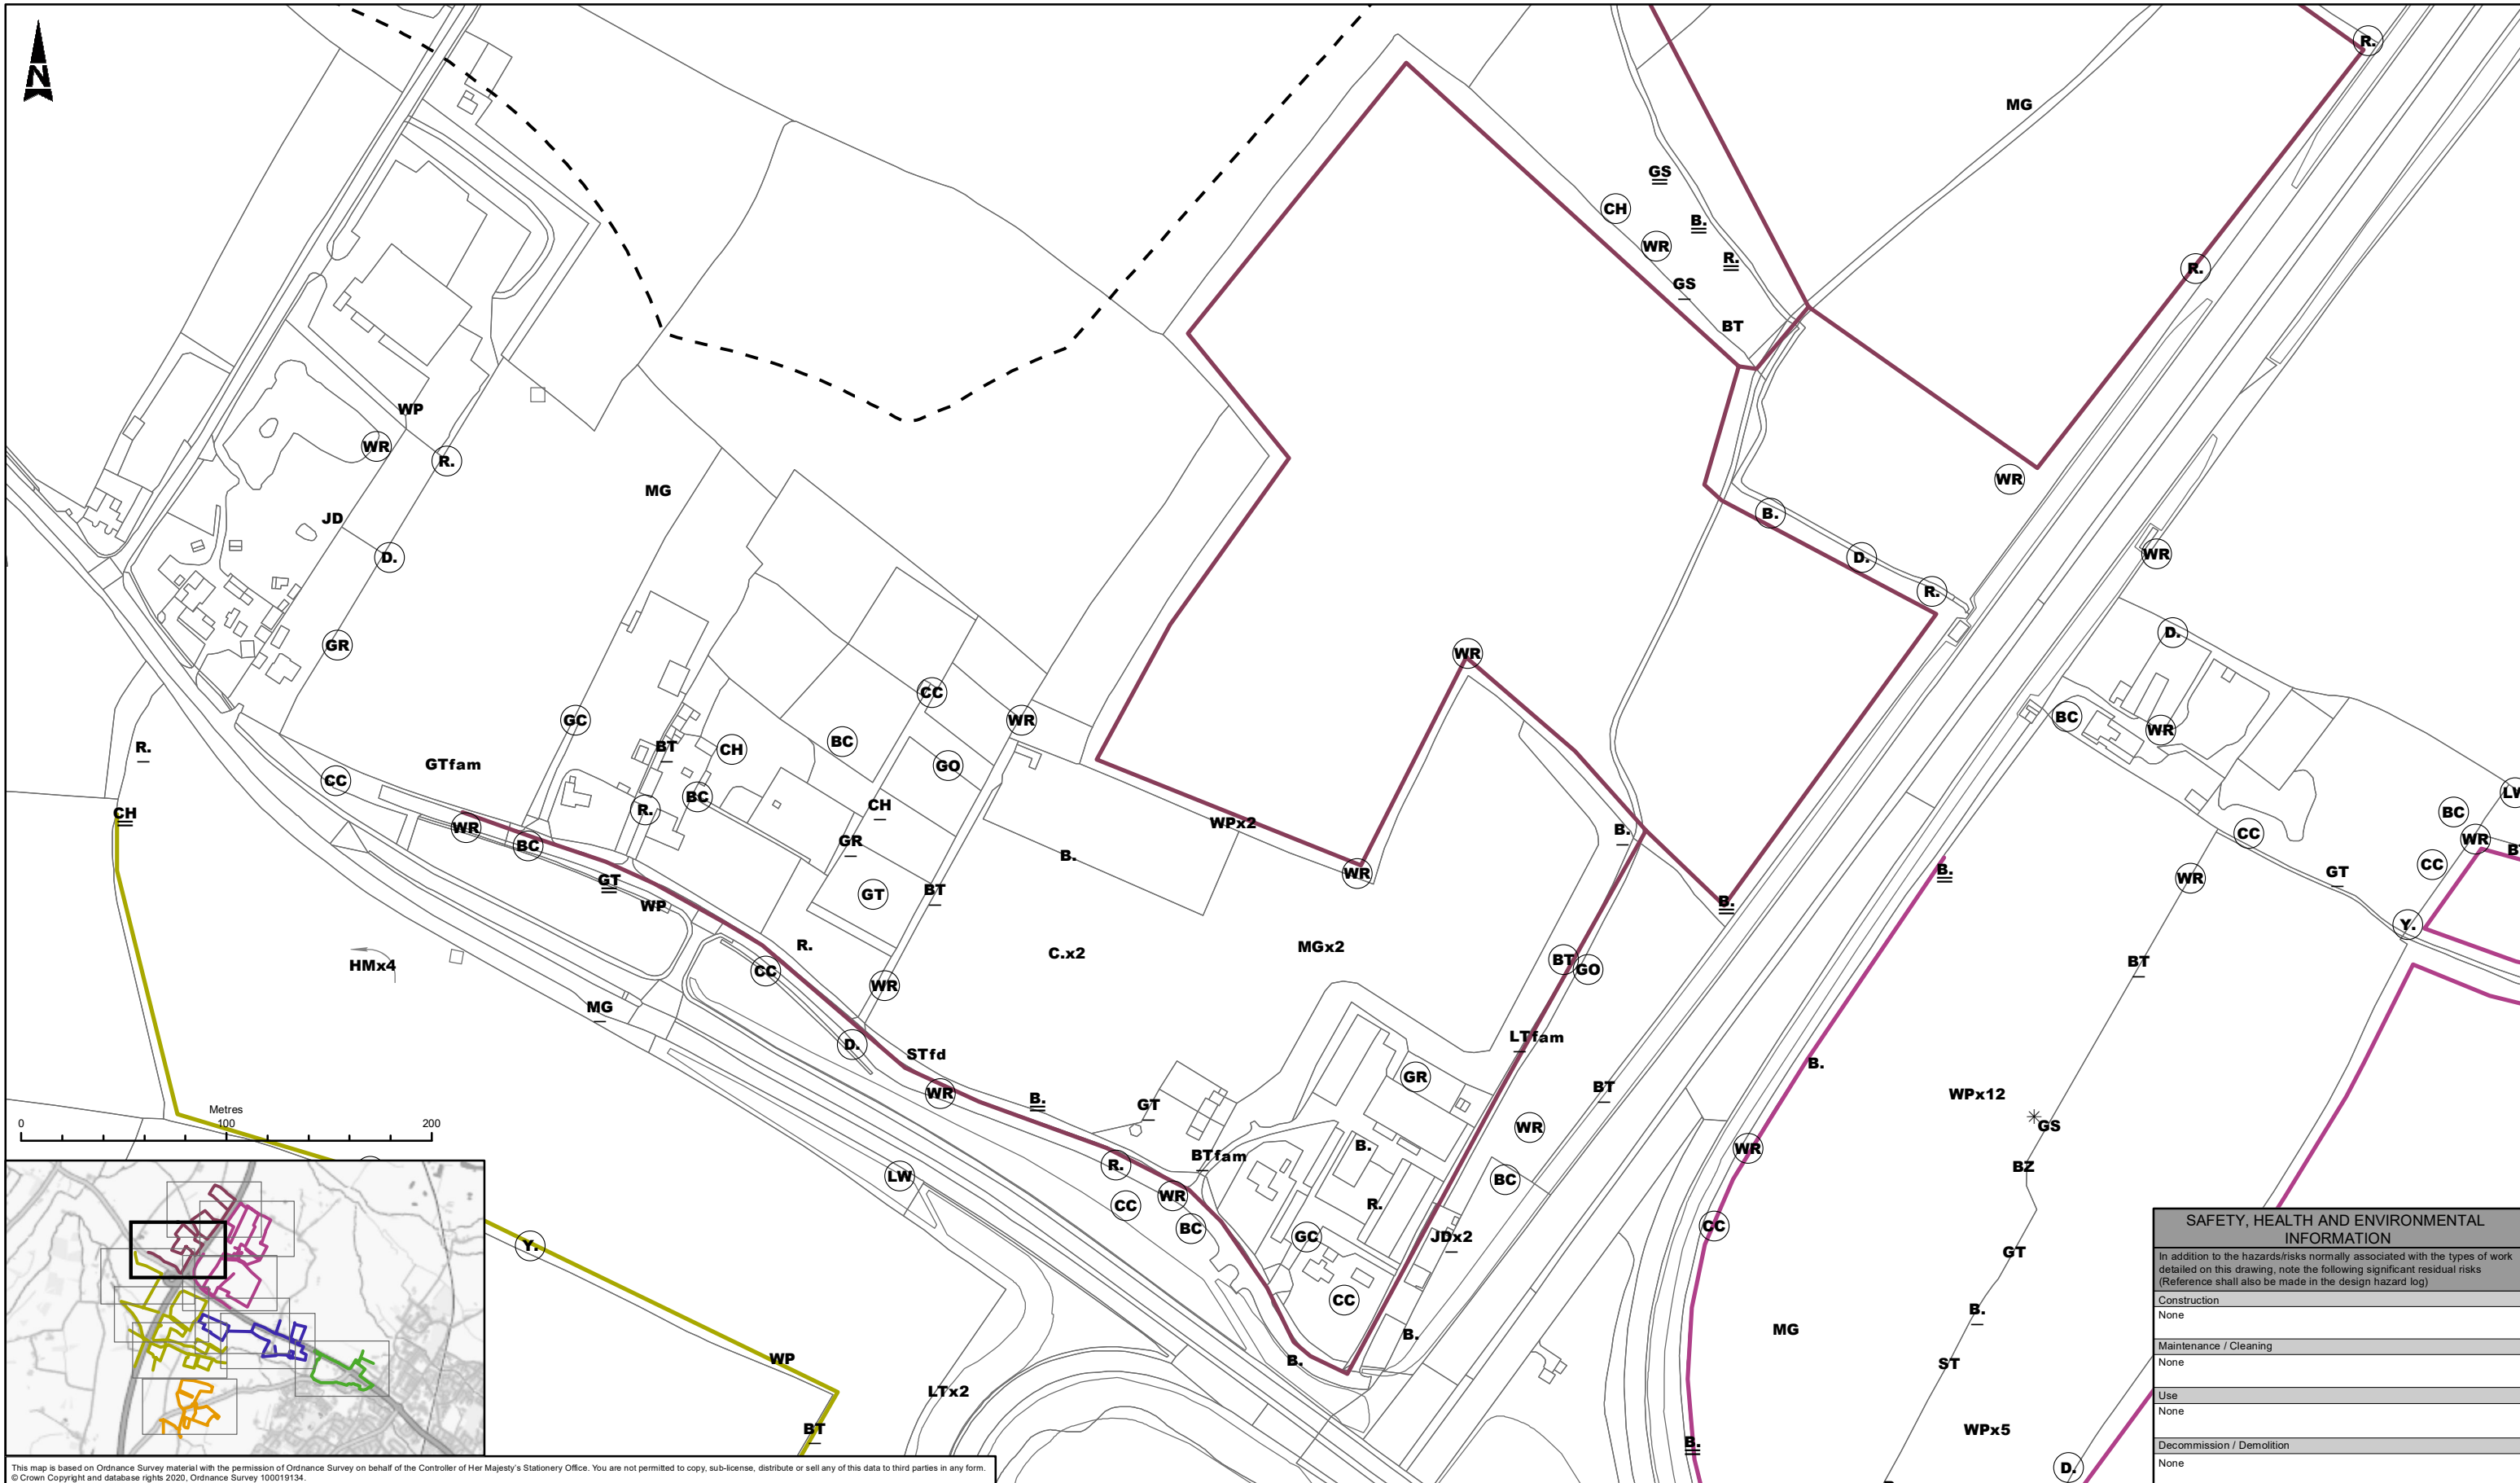 N
R.
MG
GS
CH
B.
WR
R.
R.
GS
BT
WP
WR
R.
WR
MG
B.
JD
D.
D.
WR
R.
D.
GR
WR
CC
BC
GC
WR
WR
BT
CH
BC
GTfam
GO
CC
R.
LW
BC
CH
R.
BC
CH
WPx2
WR
B.
CC
WR
GR
BC
B.
CC
GT
WR
B.
GT
WR
GT
BT
B.
WP
Y.
R.
MGx2
C.x2
BT
BT
HMx4
CC
GO
WR
MG
LTfam
D.
STfd
B.
GR
BT
WR
B.
WPx12
GT
GS
WR
B.
WR
BTfam
R.
BZ
LW
BC
WR
CC
R.
CC
BC
GC
JDx2
Y.
GT
CC
B.
MG
B.
WP
B.
ST
LTx2
BT
WPx5
B.
D.
Metres
0 100 200
SAFETY, HEALTH AND ENVIRONMENTAL
INFORMATION
In addition to the hazards/risks normally associated with the types of work
detailed on this drawing, note the following significant residual risks
(Reference shall also be made in the design hazard log)
Construction
None
Maintenance / Cleaning
None
Use
None
Decommission / Demolition
None
This map is based on Ordnance Survey material with the permission of Ordnance Survey on behalf of the Controller of Her Majesty's Stationery Office. You are not permitted to copy, sub-license, distribute or sell any of this data to third parties in any form.
© Crown Copyright and database rights 2020, Ordnance Survey 100019134.